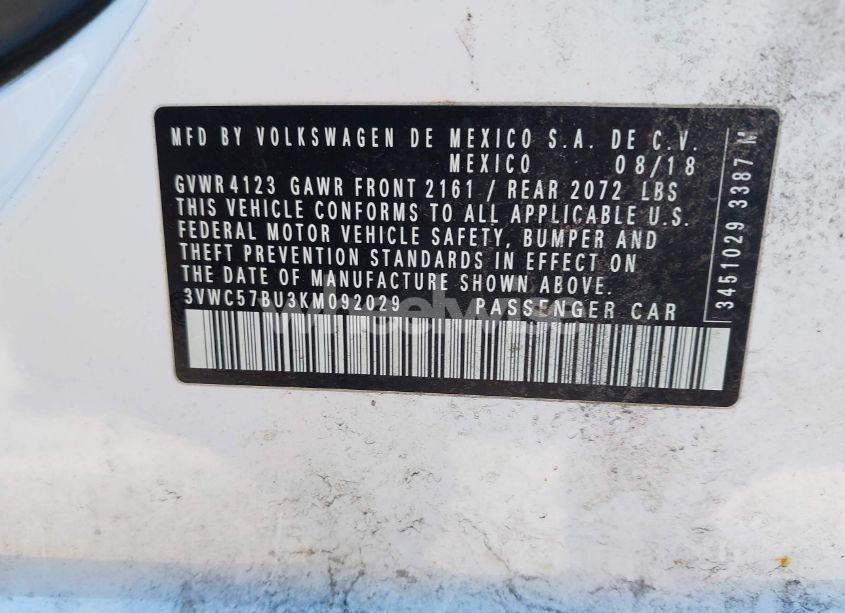 MFD BY VOLKSWAGEN DE MEXICO S.A. DE C.V.
MEXICO 08/18
GVWR 4123 GAWR FRONT 2161 / REAR 2072 LBS
THIS VEHICLE CONFORMS TO ALL APPLICABLE U.S.
FEDERAL MOTOR VEHICLE SAFETY, BUMPER AND
THEFT PREVENTION STANDARDS IN EFFECT ON
THE DATE OF MANUFACTURE SHOWN ABOVE.
3VWC57BU3KM092029 PASSENGER CAR
3451029 3387 M